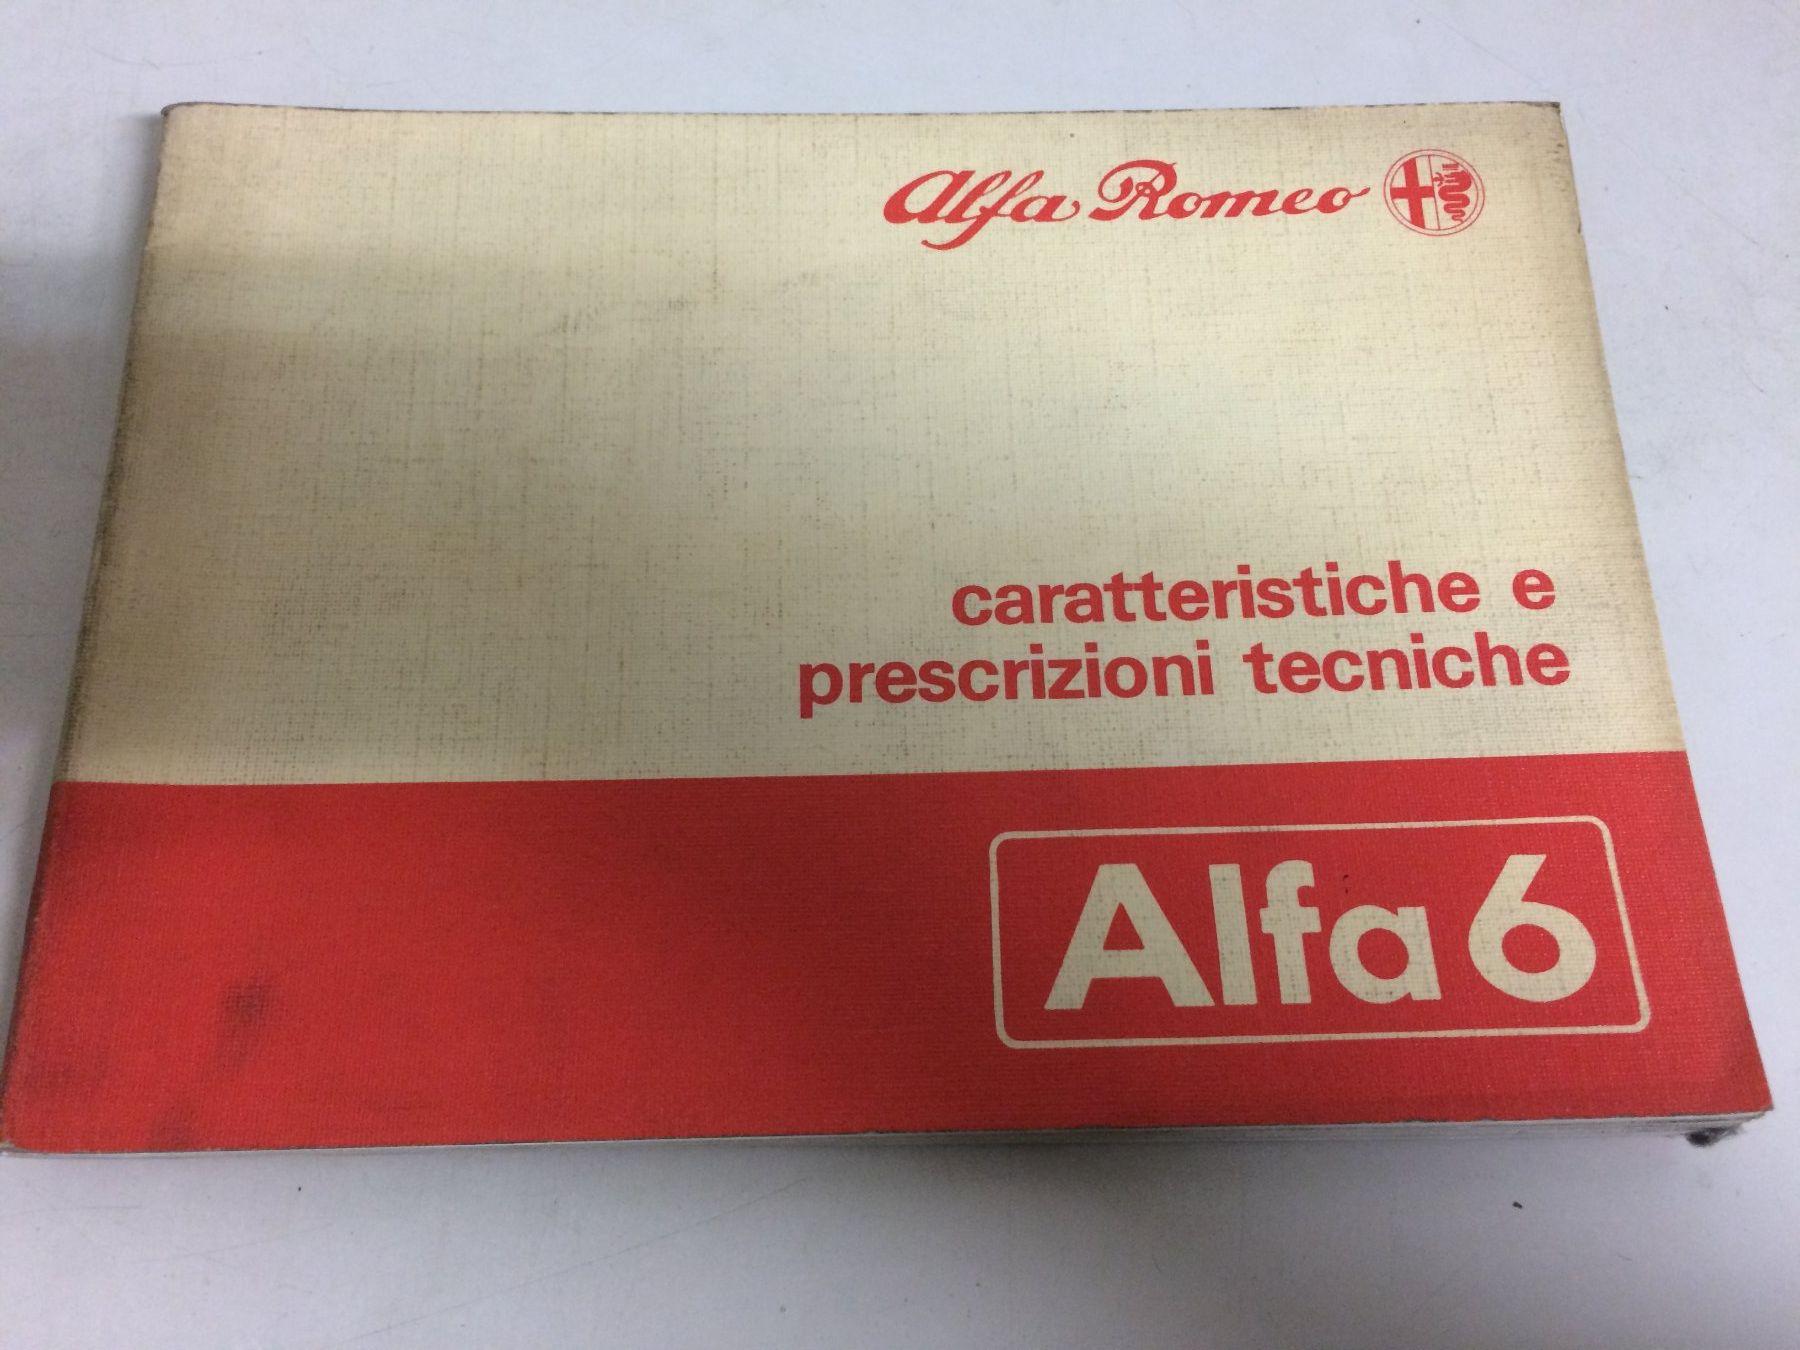 Alfa Romeo
caratteristiche e
prescrizioni tecniche
Alfa 6